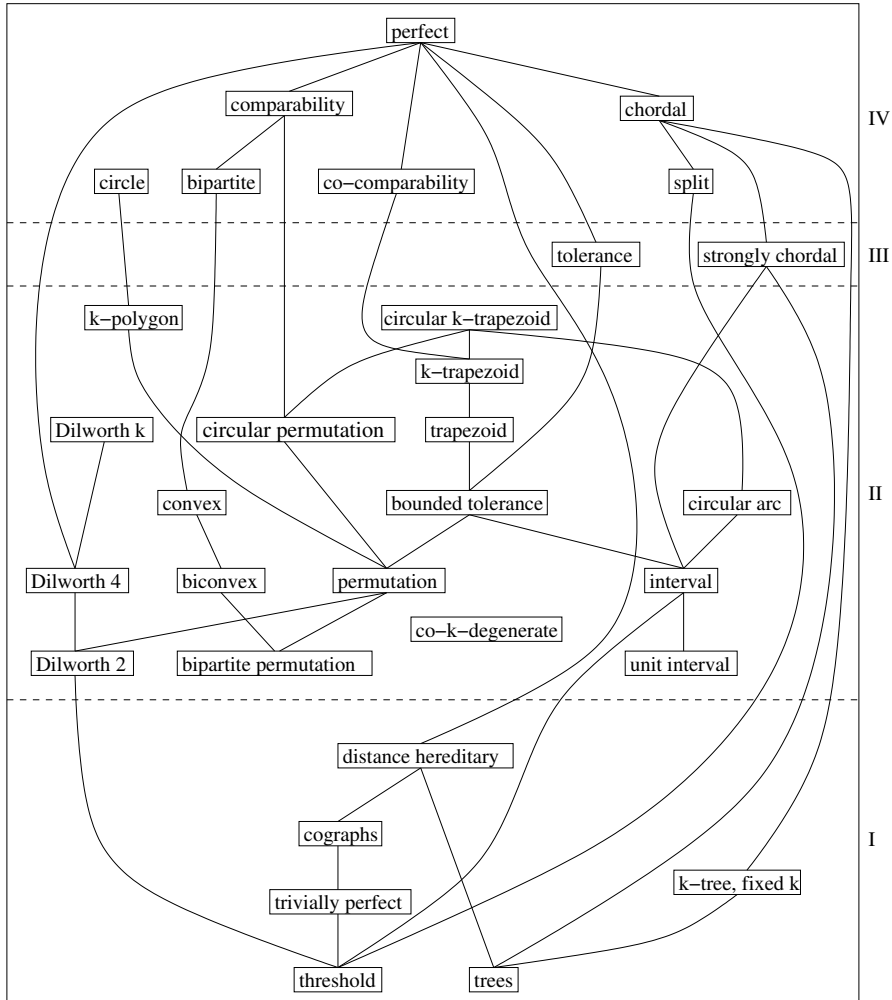 perfect
comparability
chordal
IV
circle
bipartite
co−comparability
split
tolerance
strongly chordal
III
k−polygon
circular k−trapezoid
k−trapezoid
Dilworth k
circular permutation
trapezoid
convex
bounded tolerance
circular arc
II
Dilworth 4
biconvex
permutation
interval
co−k−degenerate
Dilworth 2
bipartite permutation
unit interval
distance hereditary
cographs
I
k−tree, fixed k
trivially perfect
threshold
trees